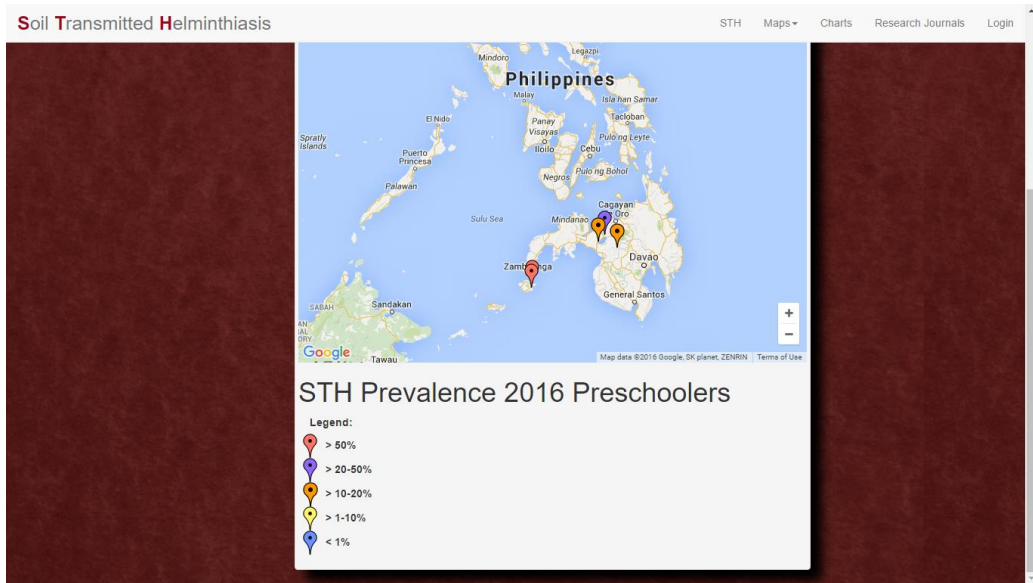 Soil Transmitted Helminthiasis
STH Maps Charts Research Journals Login
Mindoro
Legazpi
Philippines
Malay
Isla han Samar
El Nido
Panay
Tacloban
Visayas
Spratly
Islands
Iloilo
Cebu
Pulo ng Leyte
Puerto
Princesa
Negros
Pulo ng Bohol
Palawan
Cagayan
Oro
Sulu Sea
Mindanao
Davao
General Santos
SABAH
Sandakan
+
−
Google
Tawau
Map data ©2016 Google, SK planet, ZENRIN Terms of Use
STH Prevalence 2016 Preschoolers
Legend:
> 50%
> 20-50%
> 10-20%
> 1-10%
< 1%